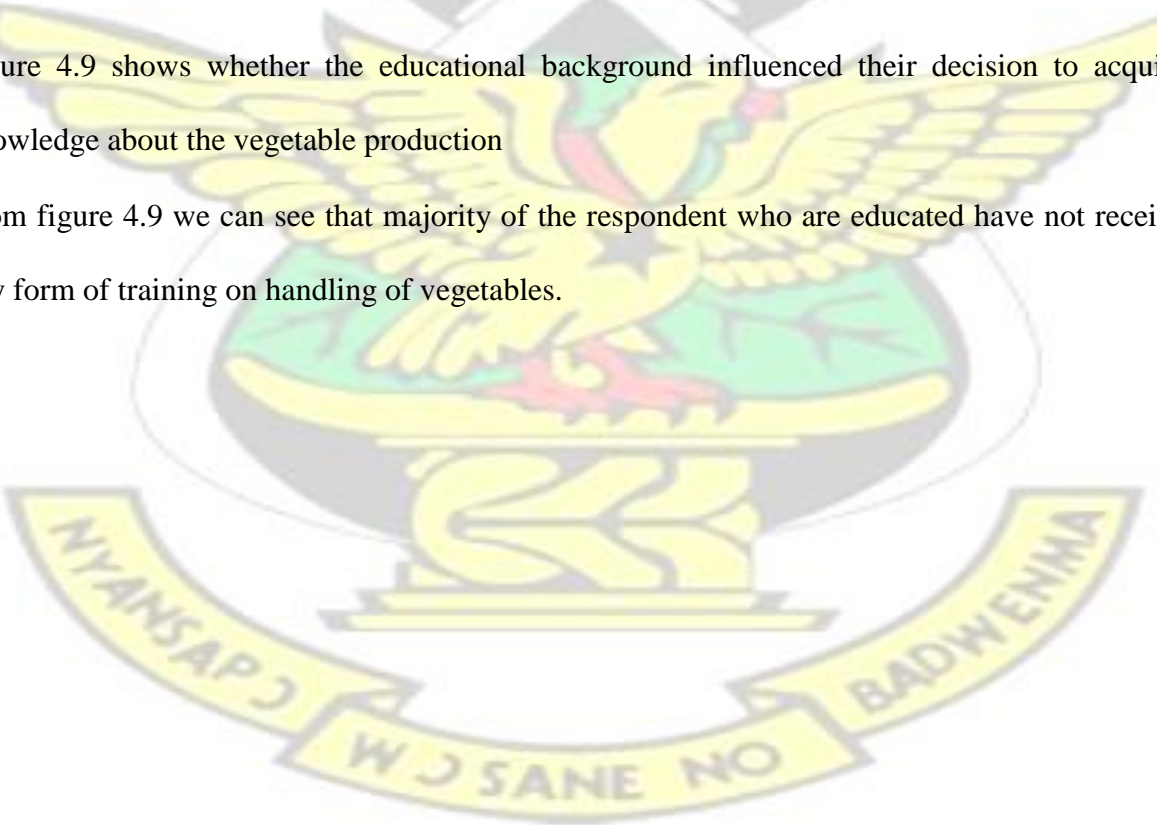 ure 4.9 shows whether the educational background influenced their decision to acqui
owledge about the vegetable production
om figure 4.9 we can see that majority of the respondent who are educated have not recei
y form of training on handling of vegetables.
NYANSAPƆ
WƆSANE NO
BADWENMA